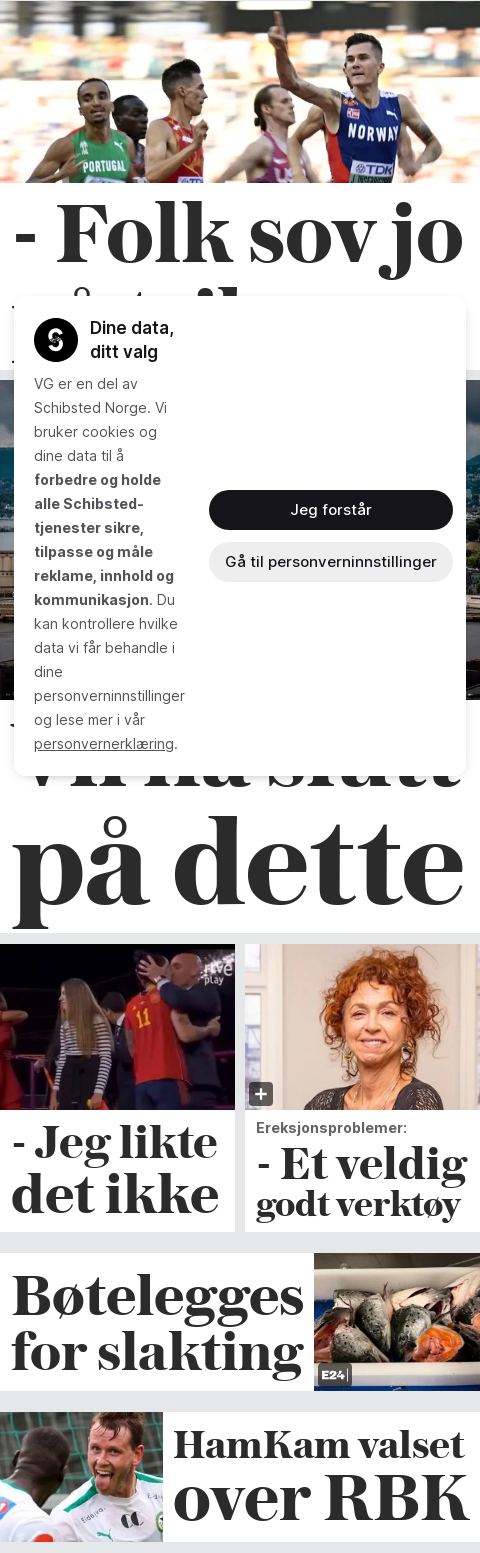 PORTUGAL
NORWAY
TDK
- Folk sov jo
Dine data,
ditt valg
VG er en del av
Schibsted Norge. Vi
bruker cookies og
dine data til å
forbedre og holde
alle Schibsted-
tjenester sikre,
tilpasse og måle
reklame, innhold og
kommunikasjon. Du
kan kontrollere hvilke
data vi får behandle i
dine
personverninnstillinger
og lese mer i vår
personvernerklæring.
Jeg forstår
Gå til personverninnstillinger
på dette
11
rtve
play
- Jeg likte
det ikke
Ereksjonsproblemer:
- Et veldig
godt verktøy
Bøtelegges
for slakting
E24
HamKam valset
over RBK